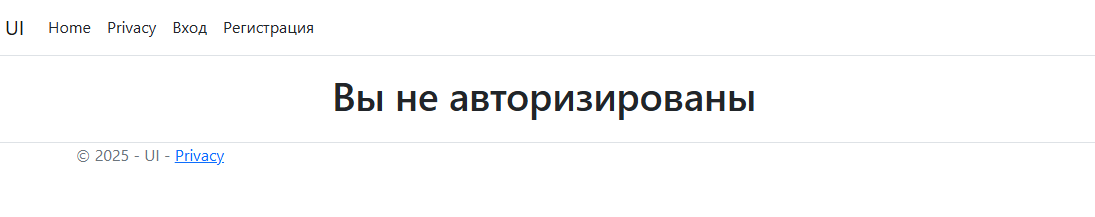 UI Home Privacy Вход Регистрация
Вы не авторизированы
© 2025 - UI - Privacy